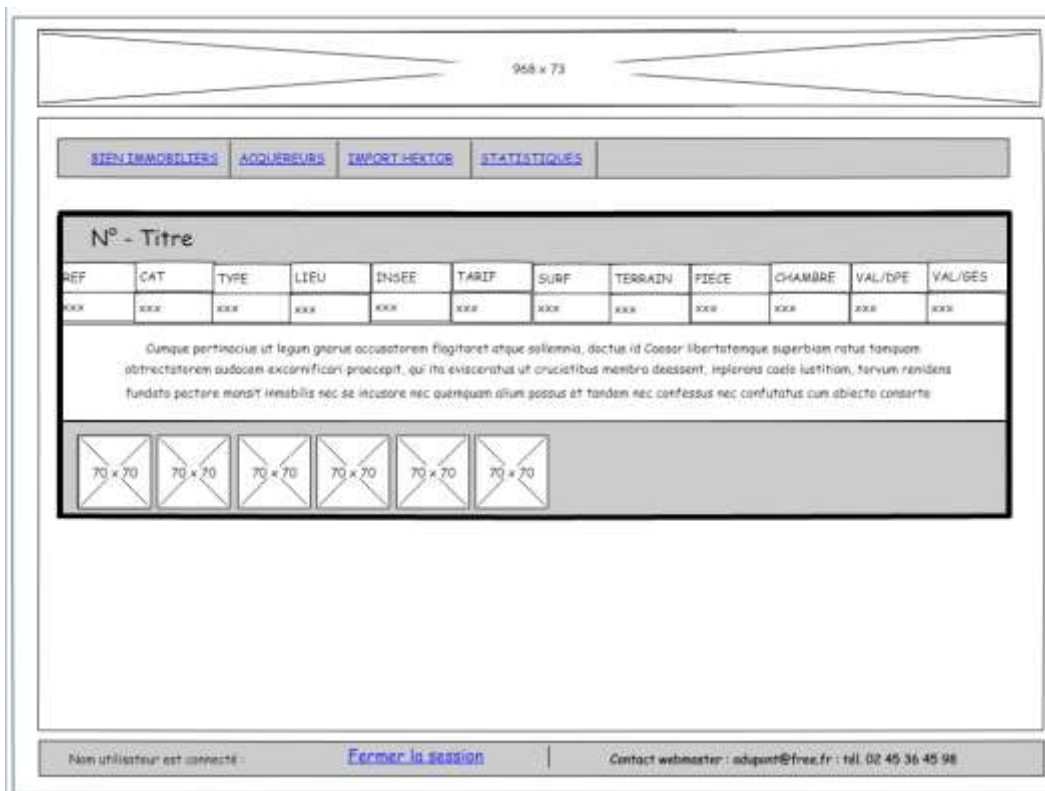 968 x 73
BIEN IMMOBILIERS ACQUEREURS IMPORT HEKTOR STATISTIQUES
N° - Titre
REF CAT TYPE LIEU INSEE TARIF SURF TERRAIN PIECE CHAMBRE VAL/DPE VAL/GES
xxx xxx xxx xxx xxx xxx xxx xxx xxx xxx xxx xxx
Cumque pertinacius ut legum gnarus accusatorem flagitaret atque sollemnia, doctus id Caesar libertatemque superbiam ratus tamquam
obtrectatorem audacem excarnificari praecepit, qui ita evisceratus ut cruciatibus membra deessent, inplorans caelo iustitiam, torvum renidens
fundato pectore mansit inmobilis nec se incusare nec quemquam alium passus et tandem nec confessus nec confutatus cum abiecto consorte
70 x 70 70 x 70 70 x 70 70 x 70 70 x 70 70 x 70
Nom utilisateur est connecté : Fermer la session Contact webmaster : adupont@free.fr : tél. 02 45 36 45 98